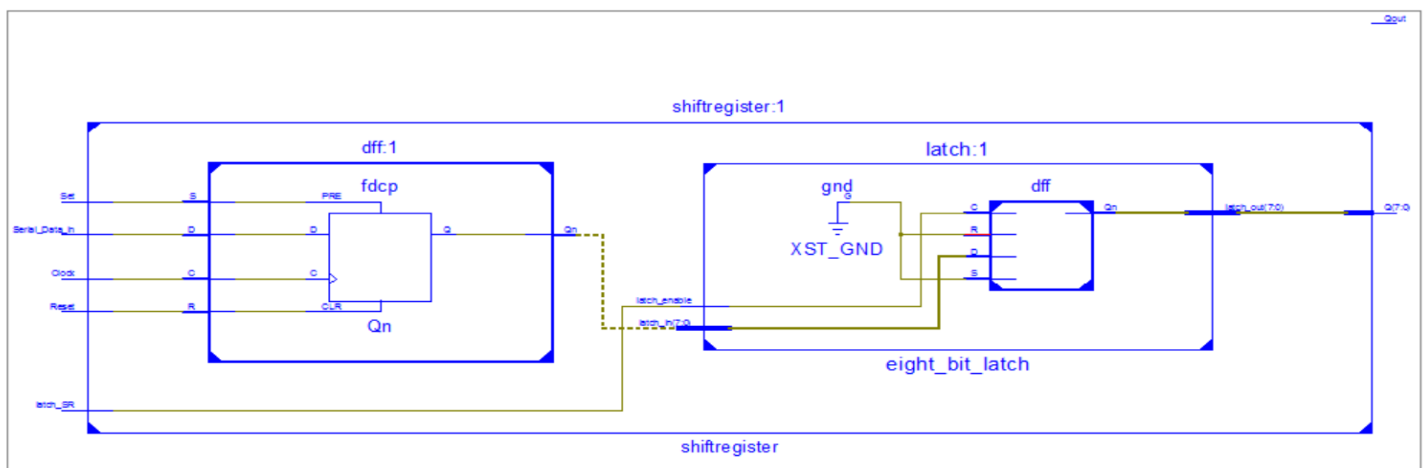 Qout
shiftregister:1
dff:1
latch:1
fdcp
gnd
dff
Set
S
PRE
G
Serial_Data_In
D
D
Q
Qn
C
Qn
latch_out(7:0)
Q(7:0)
R
XST_GND
D
Clock
C
C
S
Reset
R
CLR
latch_enable
Qn
latch_in(7:0)
eight_bit_latch
latch_SR
shiftregister